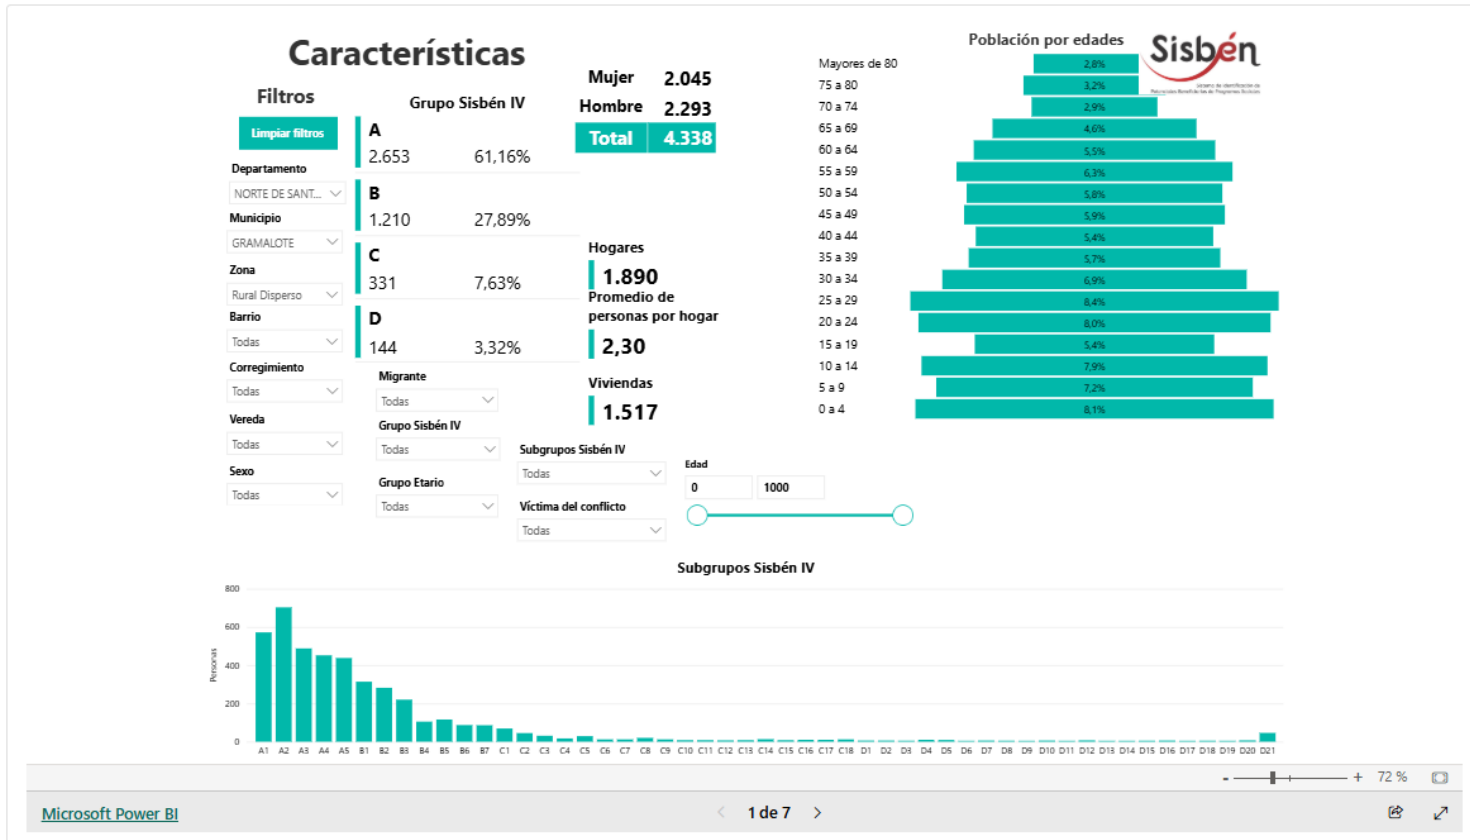 Características
Filtros
Limpiar filtros
Departamento
NORTE DE SANT...
Municipio
GRAMALOTE
Zona
Rural Disperso
Barrio
Todas
Corregimiento
Todas
Vereda
Todas
Sexo
Todas
Grupo Sisbén IV
A
2.653 61,16%
B
1.210 27,89%
C
331 7,63%
D
144 3,32%
Migrante
Todas
Grupo Sisbén IV
Todas
Grupo Etario
Todas
Mujer 2.045
Hombre 2.293
Total 4.338
Hogares
1.890
Promedio de
personas por hogar
2,30
Viviendas
1.517
Subgrupos Sisbén IV
Todas
Víctima del conflicto
Todas
Edad
0 1000
Población por edades
Sisbén
Sistema de Identificación de
Potenciales Beneficiarios de Programas Sociales
Mayores de 80 2,8%
75 a 80 3,2%
70 a 74 2,9%
65 a 69 4,6%
60 a 64 5,5%
55 a 59 6,3%
50 a 54 5,8%
45 a 49 5,9%
40 a 44 5,4%
35 a 39 5,7%
30 a 34 6,9%
25 a 29 8,4%
20 a 24 8,0%
15 a 19 5,4%
10 a 14 7,9%
5 a 9 7,2%
0 a 4 8,1%
Subgrupos Sisbén IV
Personas
800
600
400
200
0
A1 A2 A3 A4 A5 B1 B2 B3 B4 B5 B6 B7 C1 C2 C3 C4 C5 C6 C7 C8 C9 C10 C11 C12 C13 C14 C15 C16 C17 C18 D1 D2 D3 D4 D5 D6 D7 D8 D9 D10 D11 D12 D13 D14 D15 D16 D17 D18 D19 D20 D21
- + 72 %
Microsoft Power BI
1 de 7